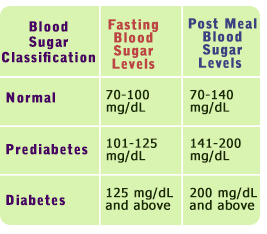 Blood Sugar Classification
Fasting Blood Sugar Levels
Post Meal Blood Sugar Levels
Normal
70-100 mg/dL
70-140 mg/dL
Prediabetes
101-125 mg/dL
141-200 mg/dL
Diabetes
125 mg/dL and above
200 mg/dL and above